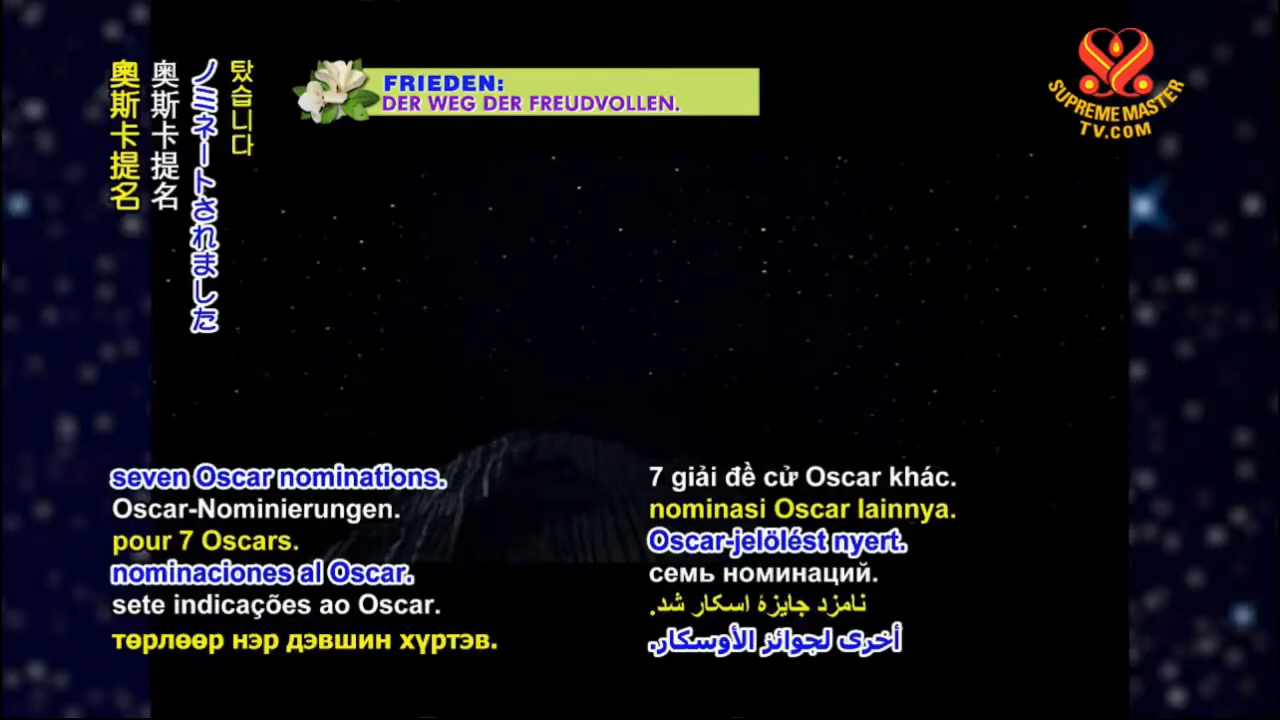 탔습니다
ノミネートされました
奥斯卡提名
奧斯卡提名
FRIEDEN:
DER WEG DER FREUDVOLLEN.
SUPREME MASTER
TV.COM
seven Oscar nominations.
Oscar-Nominierungen.
pour 7 Oscars.
nominaciones al Oscar.
sete indicações ao Oscar.
төрлөөр нэр дэвшин хүртэв.
7 giải đề cử Oscar khác.
nominasi Oscar lainnya.
Oscar-jelölést nyert.
семь номинаций.
نامزد جایزهٔ اسکار شد.
أخرى لجوائز الأوسكار.